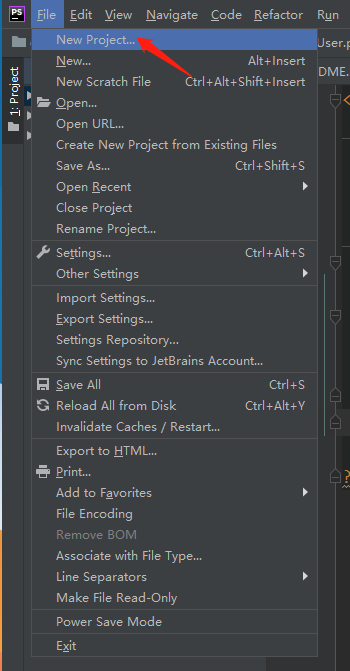 PS File Edit View Navigate Code Refactor Run
New Project... User.p
New... Alt+Insert
New Scratch File Ctrl+Alt+Shift+Insert DME.
Open...
Open URL...
Create New Project from Existing Files
Save As... Ctrl+Shift+S
Open Recent
Close Project
Rename Project...
Settings... Ctrl+Alt+S
Other Settings
Import Settings...
Export Settings...
Settings Repository...
Sync Settings to JetBrains Account...
Save All Ctrl+S
Reload All from Disk Ctrl+Alt+Y
Invalidate Caches / Restart...
Export to HTML...
Print...
?
Add to Favorites
File Encoding
Remove BOM
Associate with File Type...
Line Separators
Make File Read-Only
Power Save Mode
Exit
1: Project